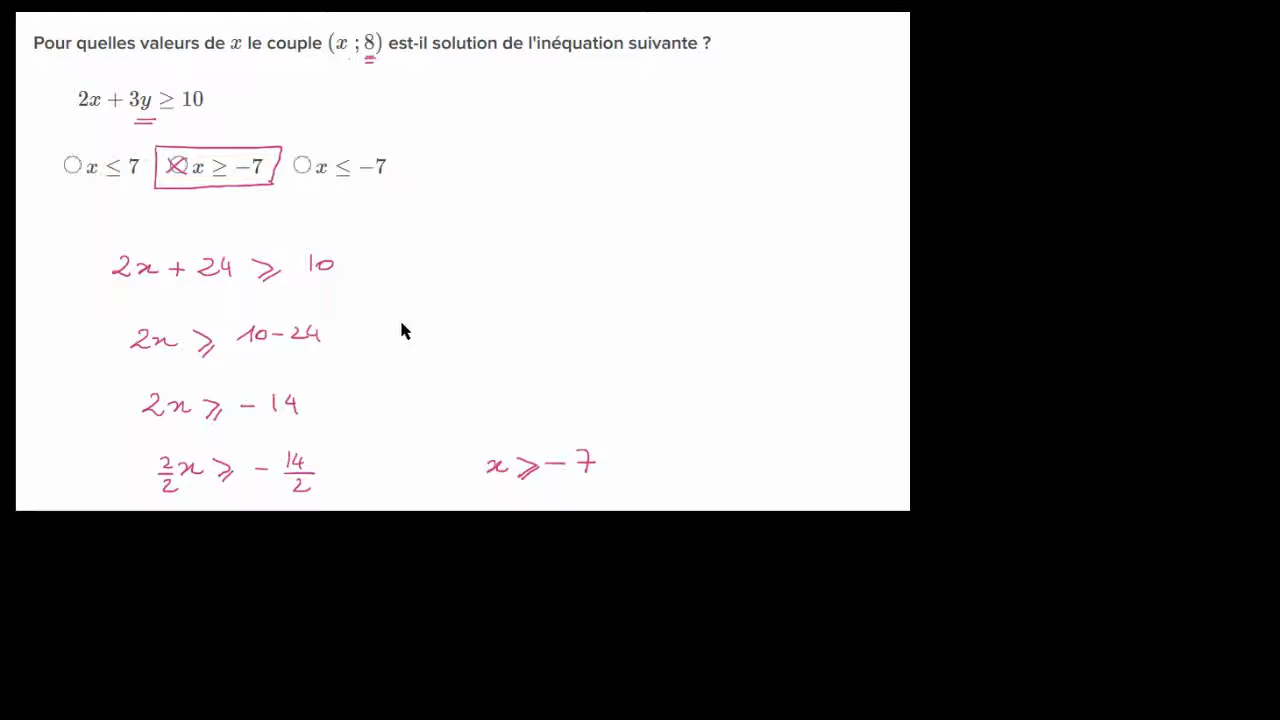 Pour quelles valeurs de x le couple (x ; 8) est-il solution de l'inéquation suivante ?
2x + 3y ≥ 10
x ≤ 7 x ≥ −7 x ≤ −7
2x + 24 ⩾ 10
2x ⩾ 10 - 24
2x ⩾ - 14
2/2 x ⩾ - 14/2 x ⩾ - 7